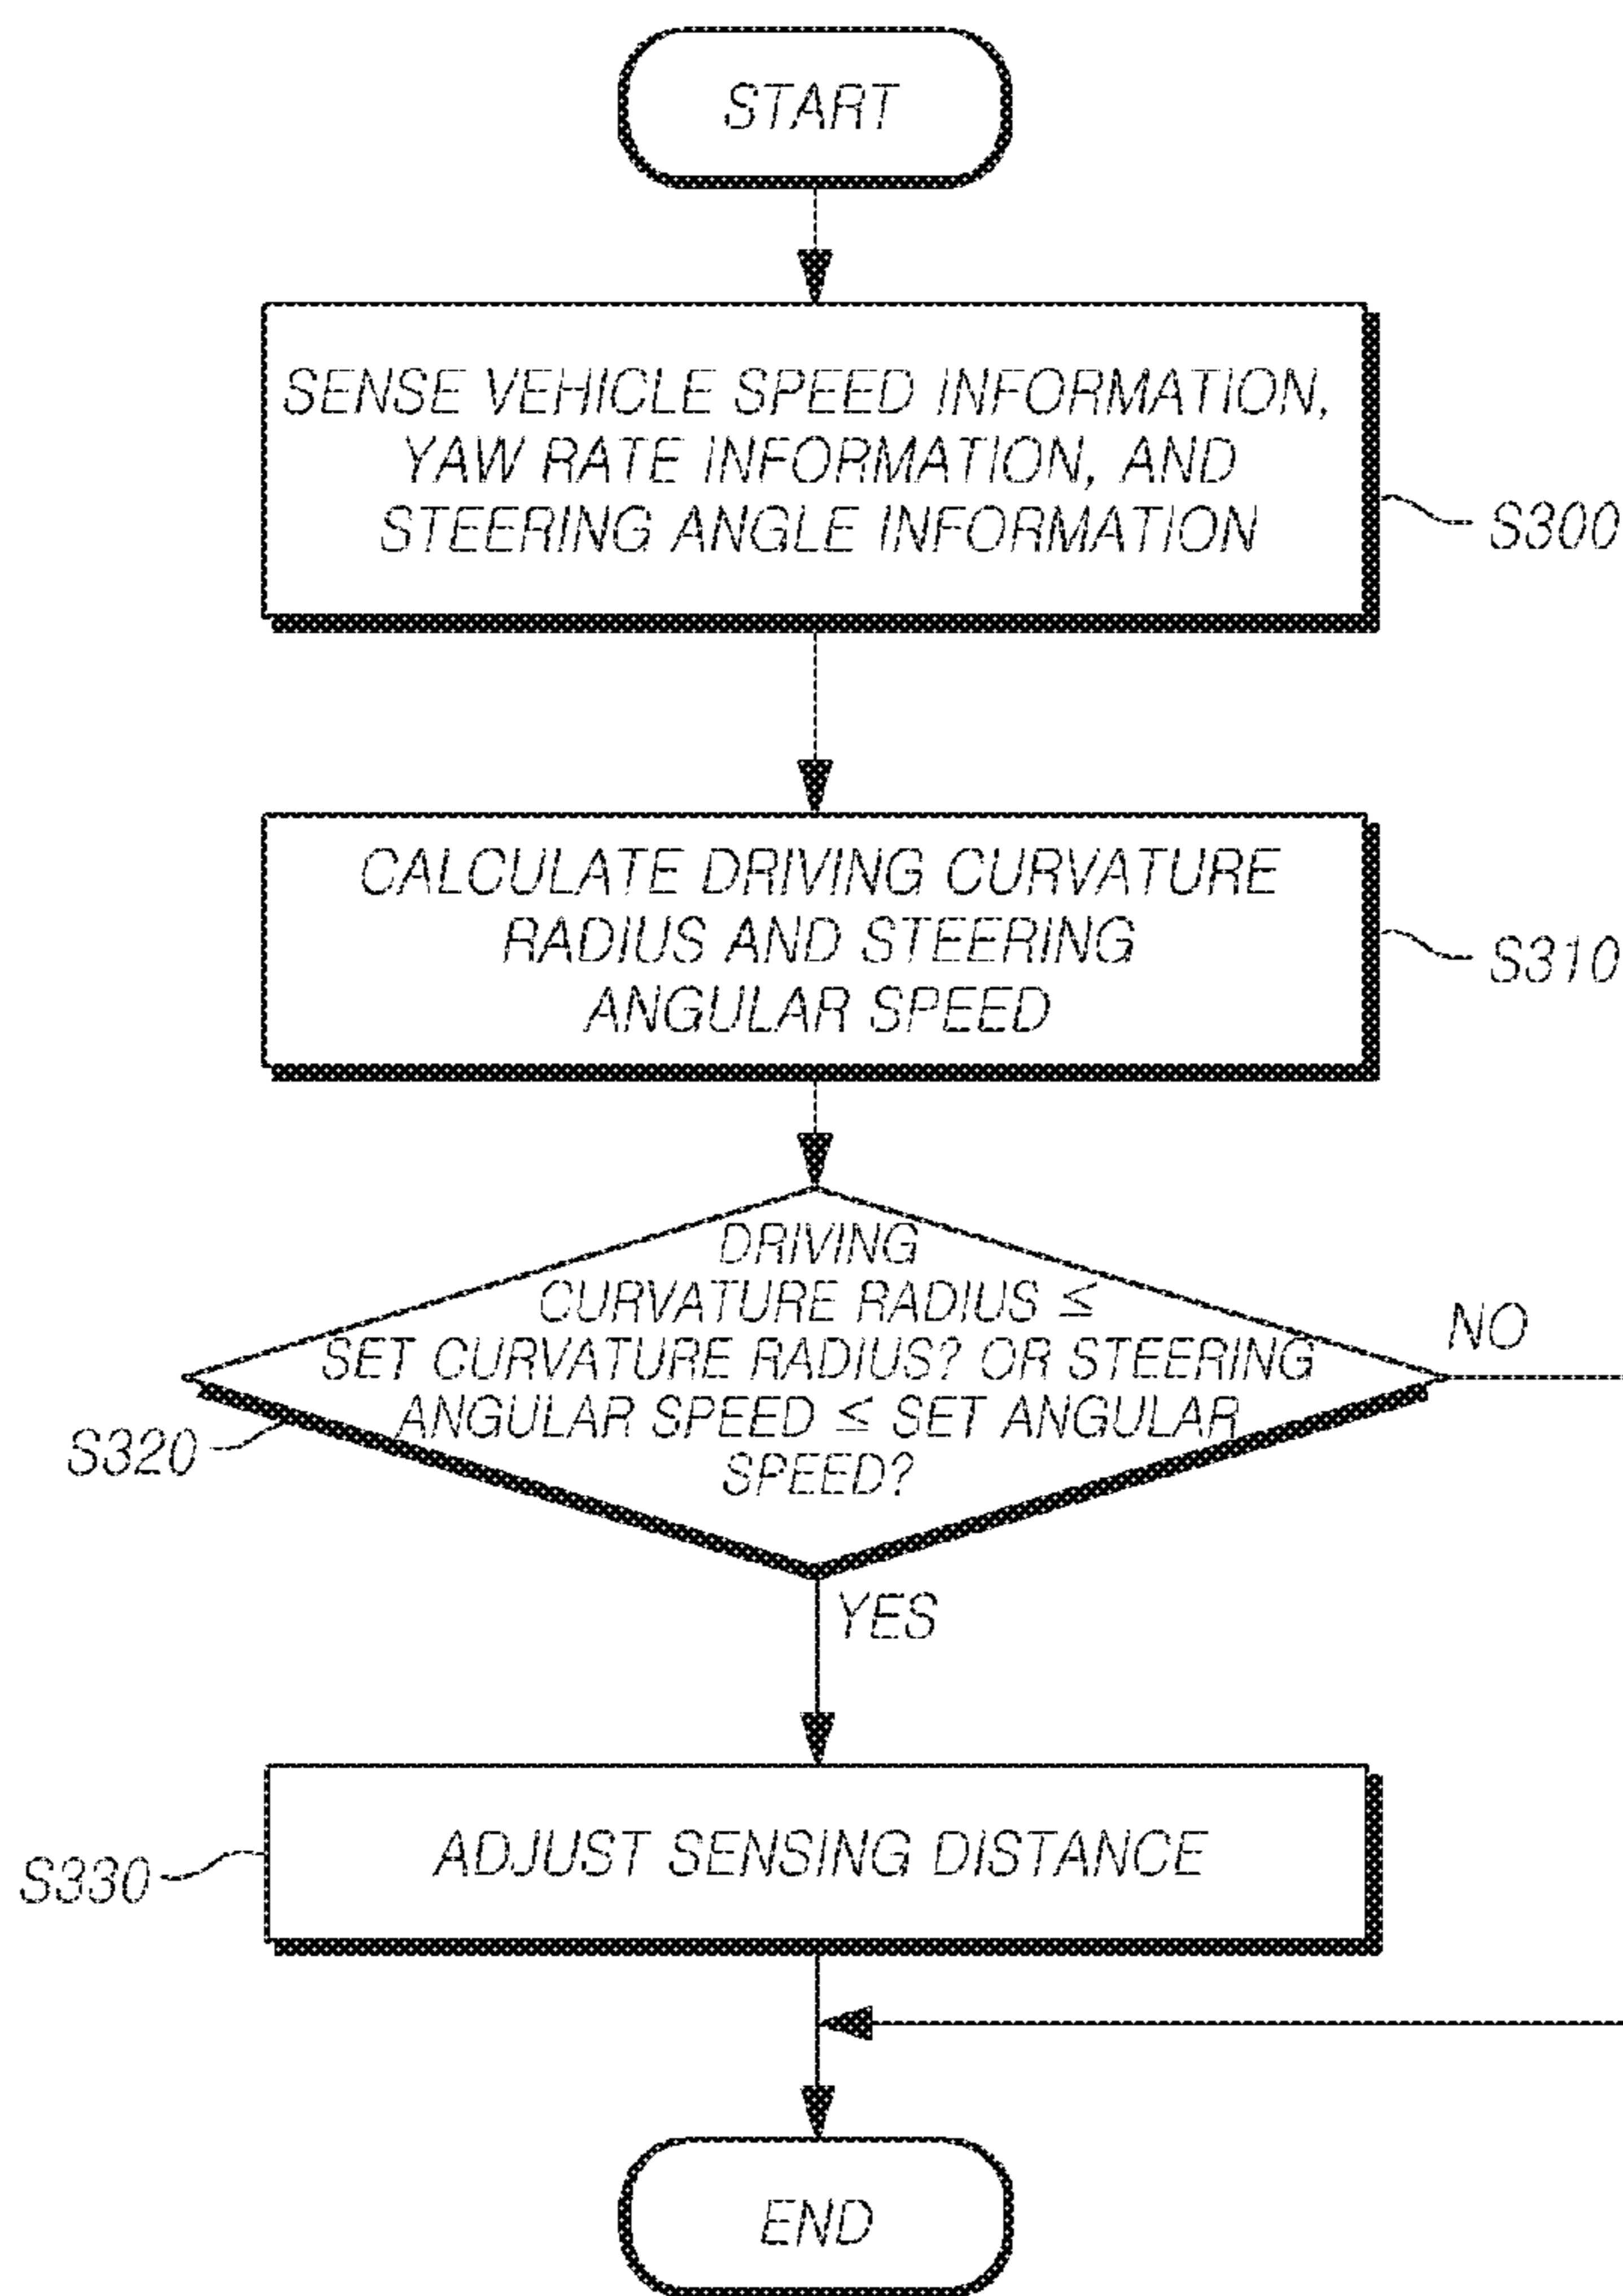 START
SENSE VEHICLE SPEED INFORMATION,
YAW RATE INFORMATION, AND
STEERING ANGLE INFORMATION
S300
CALCULATE DRIVING CURVATURE
RADIUS AND STEERING
ANGULAR SPEED
S310
DRIVING
CURVATURE RADIUS ≤
SET CURVATURE RADIUS? OR STEERING
ANGULAR SPEED ≤ SET ANGULAR
SPEED?
NO
S320
YES
ADJUST SENSING DISTANCE
S330
END